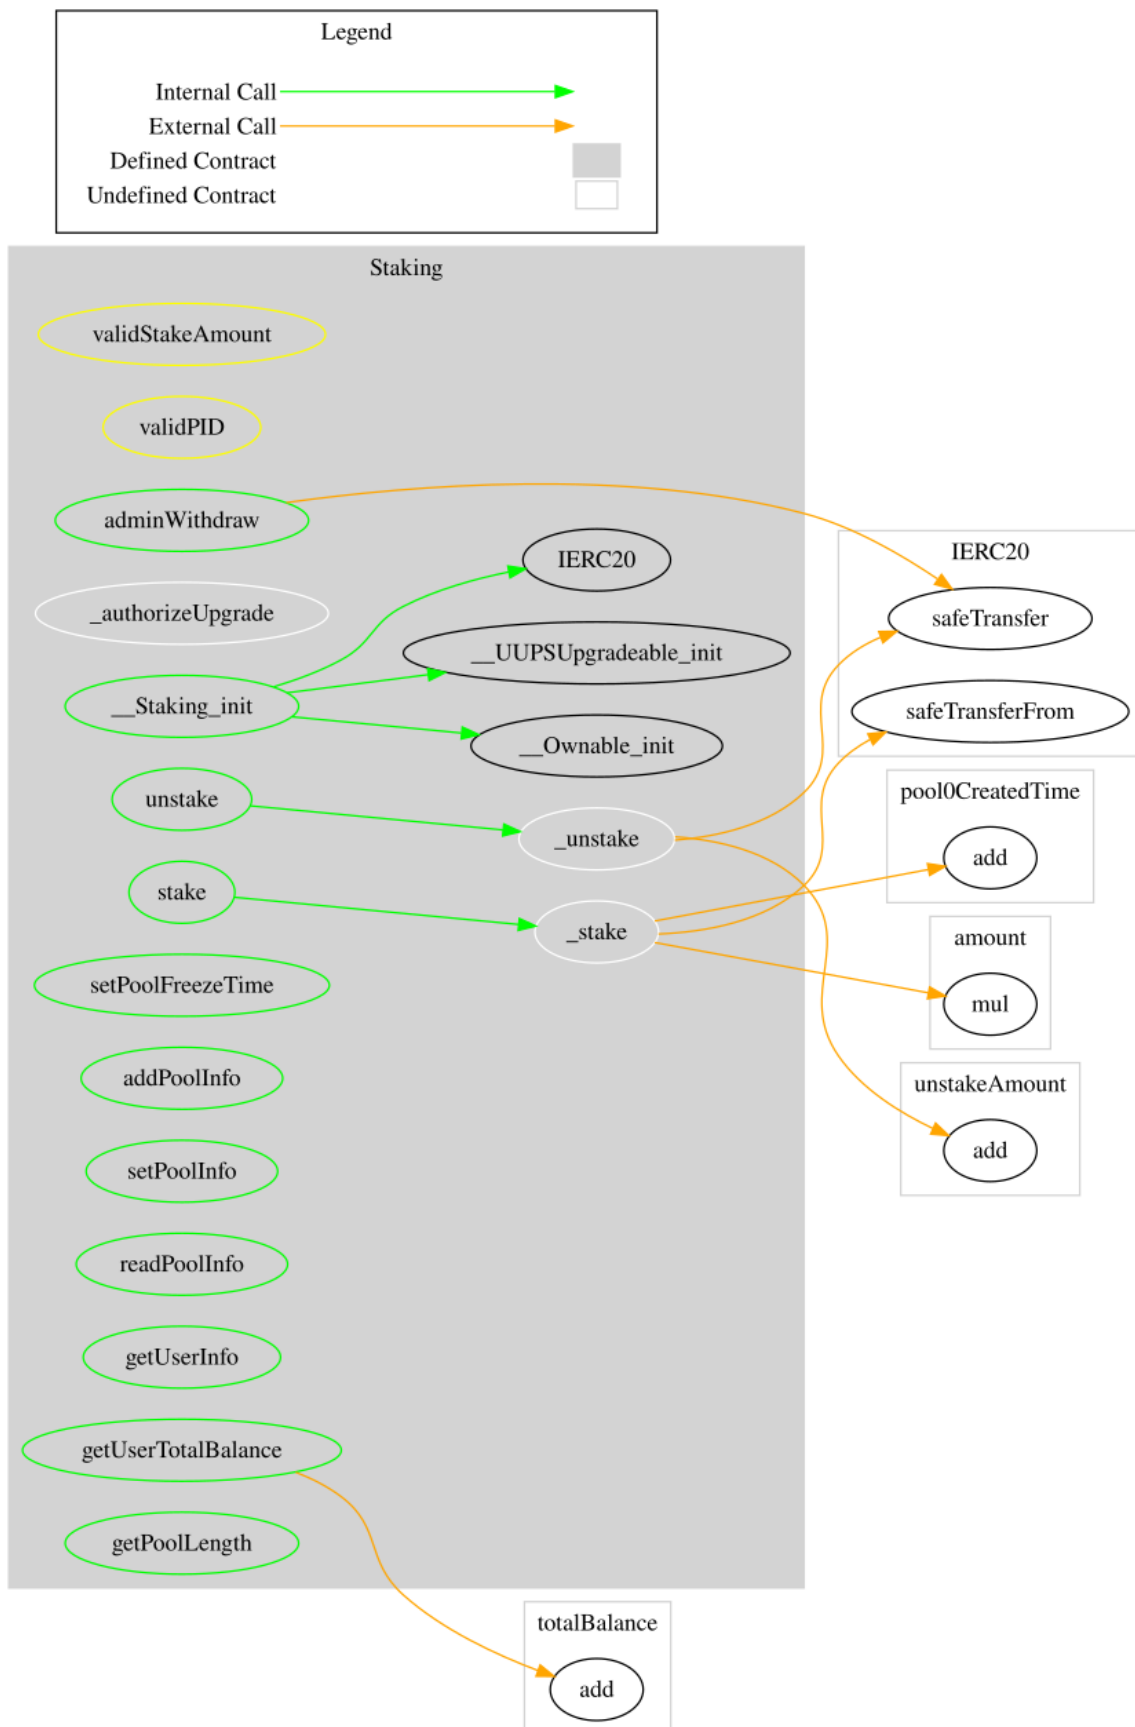 Legend
Internal Call
External Call
Defined Contract
Undefined Contract
Staking
validStakeAmount
validPID
adminWithdraw
_authorizeUpgrade
__Staking_init
unstake
stake
setPoolFreezeTime
addPoolInfo
setPoolInfo
readPoolInfo
getUserInfo
getUserTotalBalance
getPoolLength
IERC20
__UUPSUpgradeable_init
__Ownable_init
_unstake
_stake
IERC20
safeTransfer
safeTransferFrom
pool0CreatedTime
add
amount
mul
unstakeAmount
add
totalBalance
add